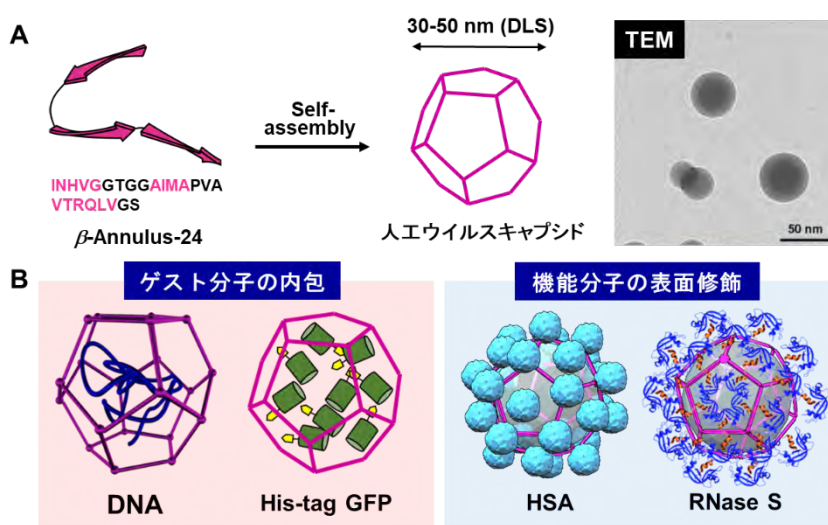 A
30-50 nm (DLS)
TEM
Self-
assembly
INHVGGTGGAIMAPVA
VTRQLVGS
β-Annulus-24
人工ウイルスキャプシド
50 nm
B
ゲスト分子の内包
機能分子の表面修飾
DNA
His-tag GFP
HSA
RNase S